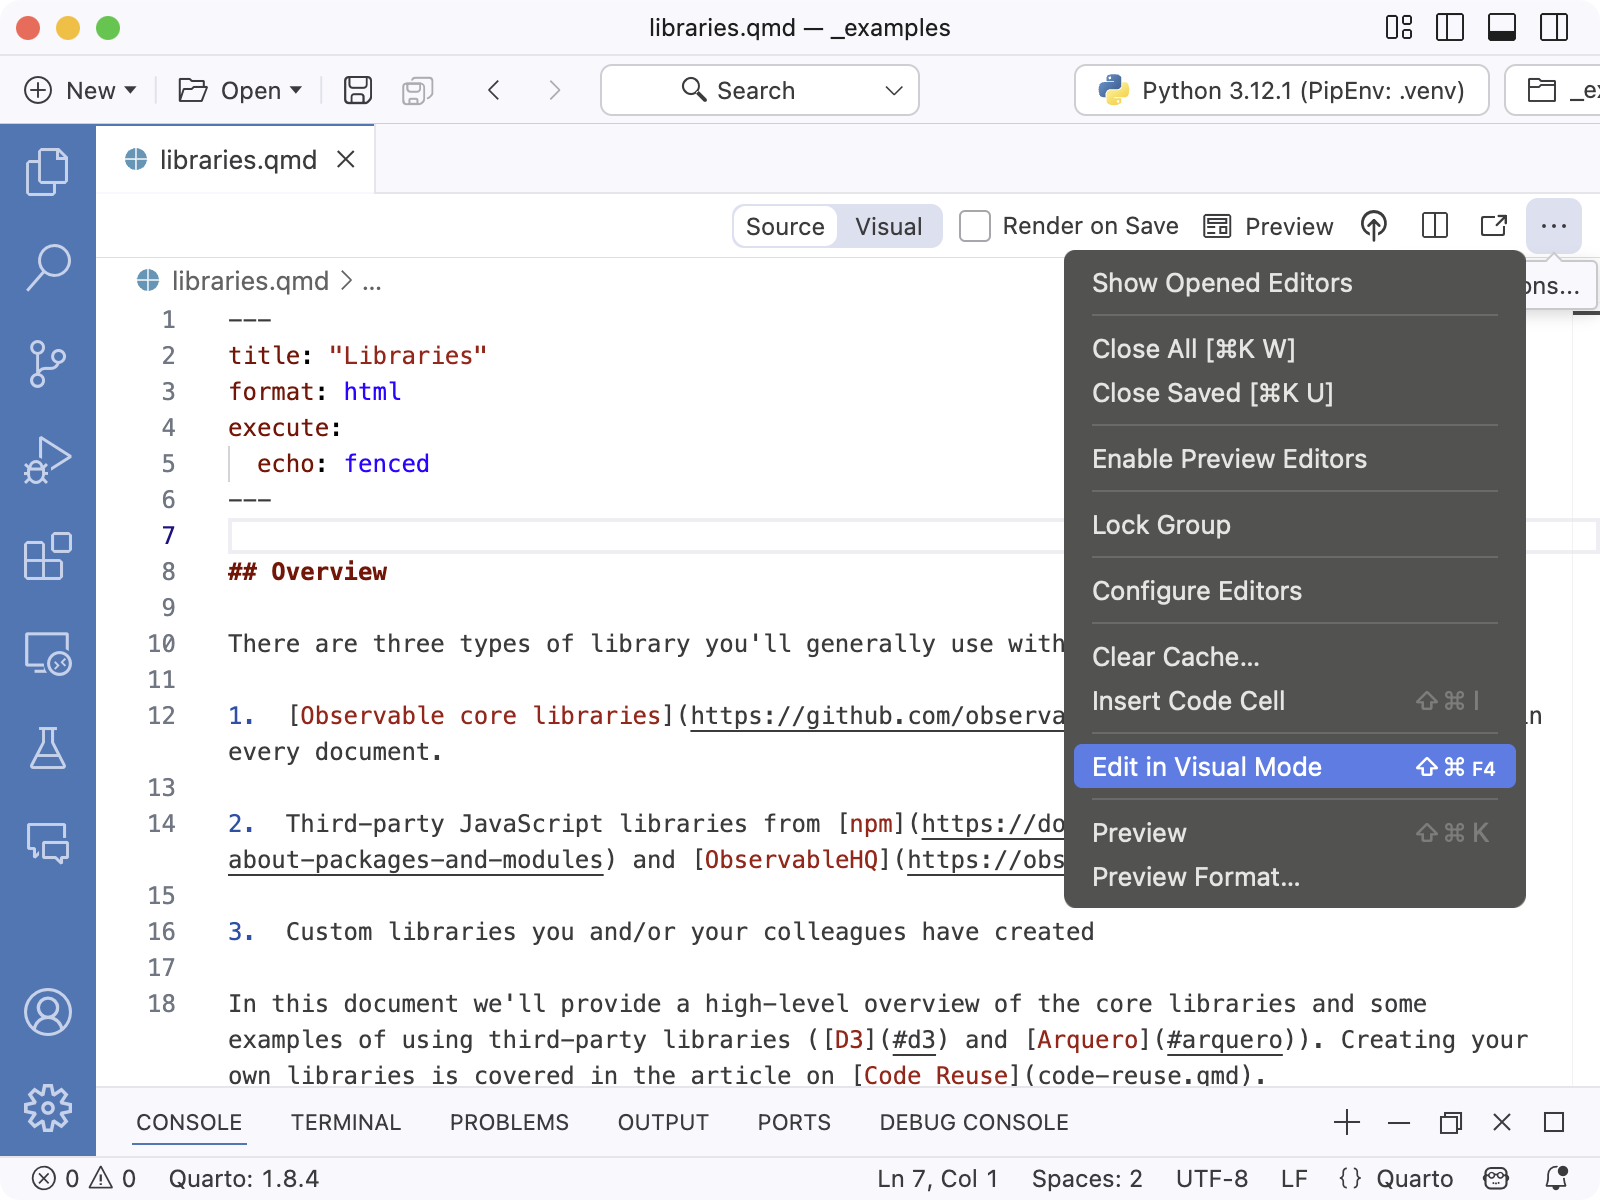 libraries.qmd — _examples
New Open Search Python 3.12.1 (PipEnv: .venv)
libraries.qmd
Source Visual Render on Save Preview
libraries.qmd > ...
1 ---
2 title: "Libraries"
3 format: html
4 execute:
5 echo: fenced
6 ---
7
8 ## Overview
9
10 There are three types of library you'll generally use with
11
12 1. [Observable core libraries](https://github.com/observa
every document.
13
14 2. Third-party JavaScript libraries from [npm](https://do
about-packages-and-modules) and [ObservableHQ](https://obs
15
16 3. Custom libraries you and/or your colleagues have created
17
18 In this document we'll provide a high-level overview of the core libraries and some
examples of using third-party libraries ([D3](#d3) and [Arquero](#arquero)). Creating your
own libraries is covered in the article on [Code Reuse](code-reuse.qmd).
Show Opened Editors
Close All [⌘K W]
Close Saved [⌘K U]
Enable Preview Editors
Lock Group
Configure Editors
Clear Cache...
Insert Code Cell ⇧⌘ I
Edit in Visual Mode ⇧⌘ F4
Preview ⇧⌘ K
Preview Format...
CONSOLE TERMINAL PROBLEMS OUTPUT PORTS DEBUG CONSOLE
0 0 Quarto: 1.8.4 Ln 7, Col 1 Spaces: 2 UTF-8 LF {} Quarto